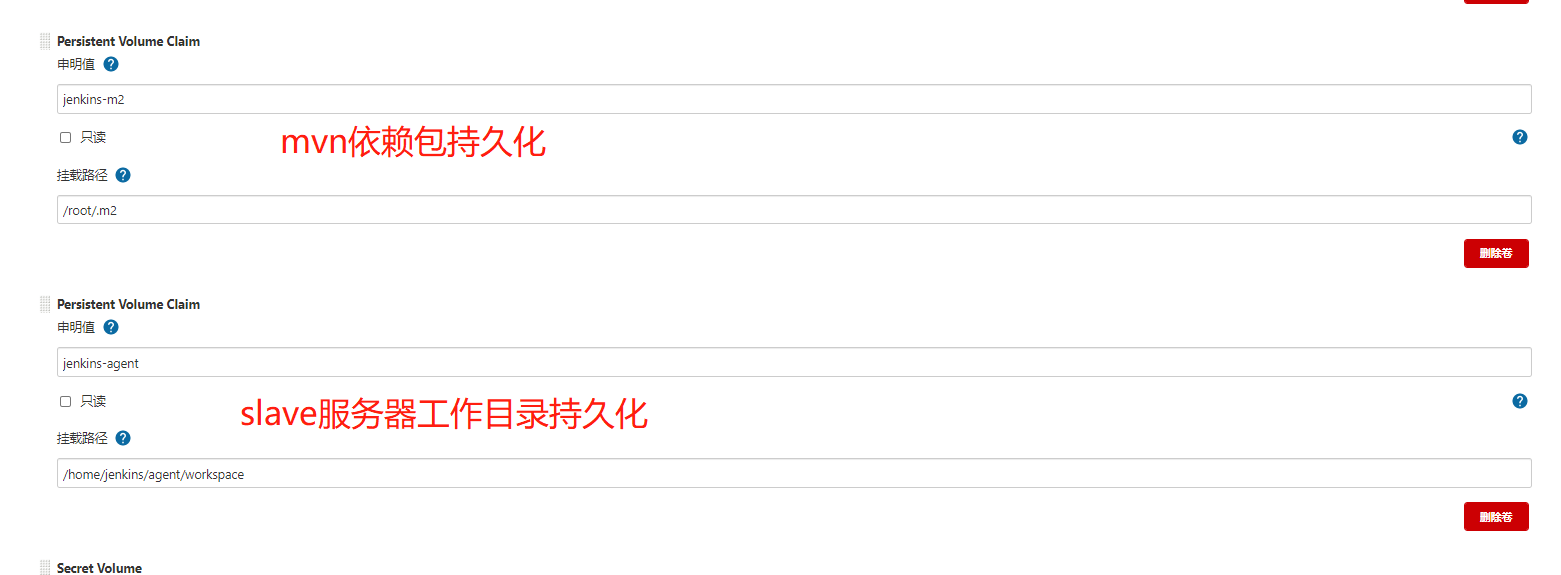 Persistent Volume Claim
申明值 ?
jenkins-m2
只读 ?
mvn依赖包持久化
挂载路径 ?
/root/.m2
删除卷
Persistent Volume Claim
申明值 ?
jenkins-agent
只读 ?
slave服务器工作目录持久化
挂载路径 ?
/home/jenkins/agent/workspace
删除卷
Secret Volume